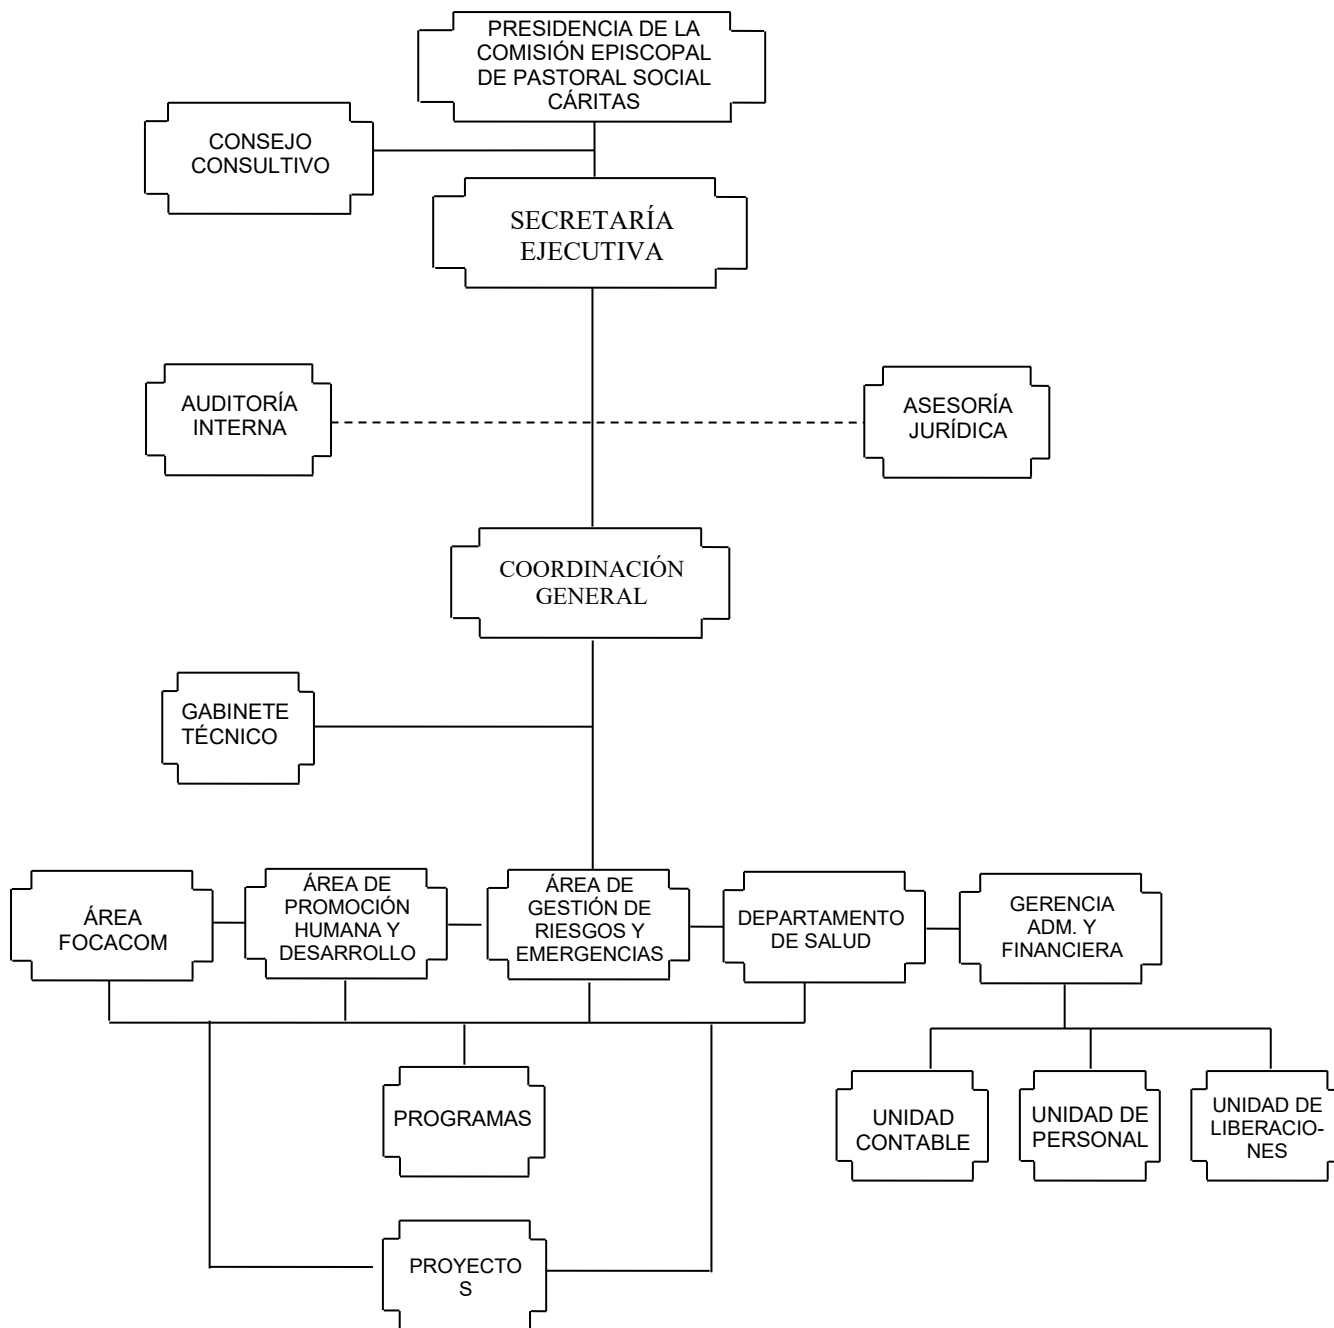 PRESIDENCIA DE LA
COMISIÓN EPISCOPAL
DE PASTORAL SOCIAL
CÁRITAS
CONSEJO
CONSULTIVO
SECRETARÍA
EJECUTIVA
AUDITORÍA
INTERNA
ASESORÍA
JURÍDICA
COORDINACIÓN
GENERAL
GABINETE
TÉCNICO
ÁREA
FOCACOM
ÁREA DE
PROMOCIÓN
HUMANA Y
DESARROLLO
ÁREA DE
GESTIÓN DE
RIESGOS Y
EMERGENCIAS
DEPARTAMENTO
DE SALUD
GERENCIA
ADM. Y
FINANCIERA
PROGRAMAS
UNIDAD
CONTABLE
UNIDAD DE
PERSONAL
UNIDAD DE
LIBERACIO-
NES
PROYECTO
S